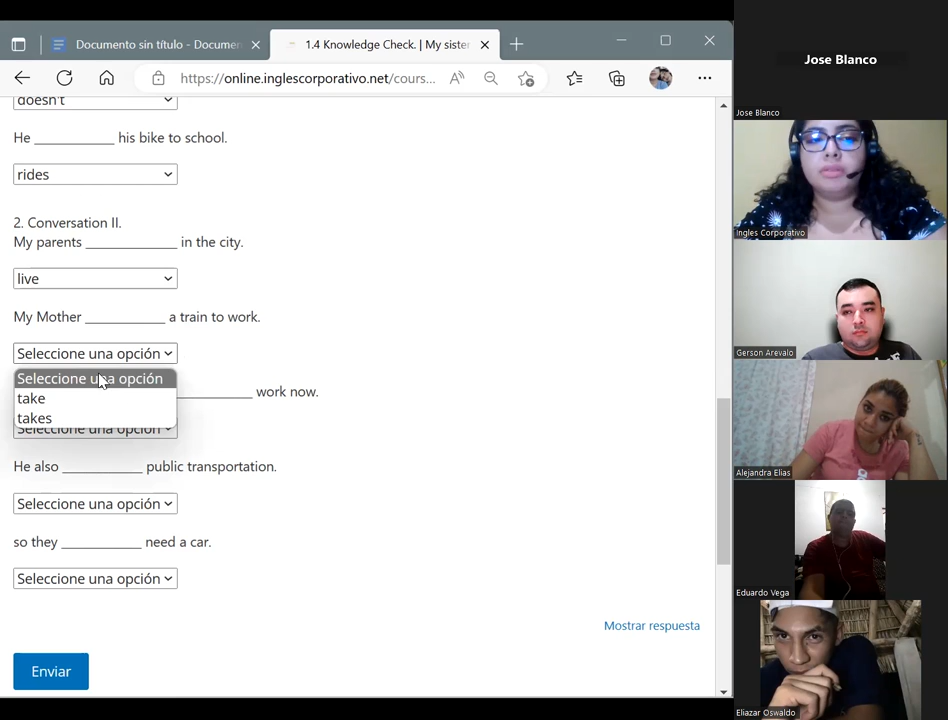 Documento sin título - Documen
1.4 Knowledge Check. | My sister
https://online.inglescorporativo.net/cours...
doesn't
He ___________ his bike to school.
rides
2. Conversation II.
My parents _____________ in the city.
live
My Mother ___________ a train to work.
Seleccione una opción
Seleccione una opción
take
takes
___________ work now.
Seleccione una opción
He also ___________ public transportation.
Seleccione una opción
so they ___________ need a car.
Seleccione una opción
Mostrar respuesta
Enviar
Jose Blanco
Jose Blanco
Ingles Corporativo
Gerson Arevalo
Alejandra Elias
Eduardo Vega
Eliazar Oswaldo